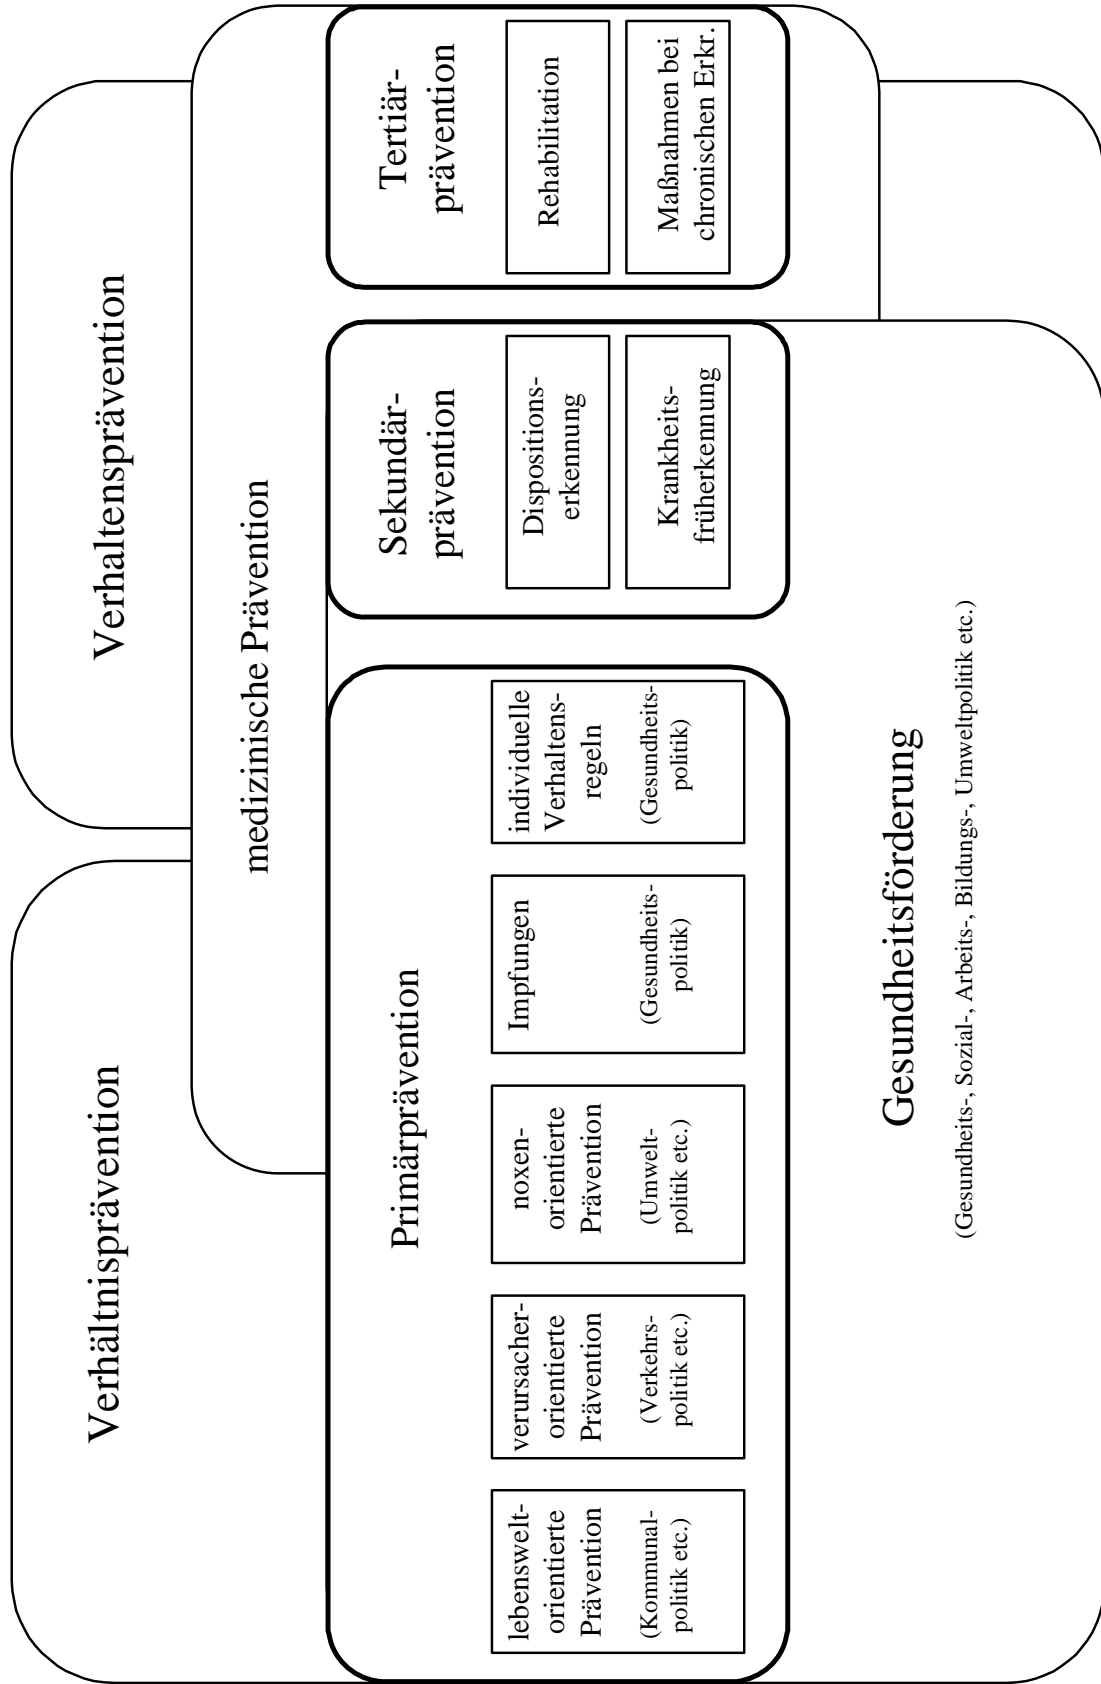 Verhältnisprävention
Verhaltensprävention
medizinische Prävention
Primärprävention
lebenswelt-
orientierte
Prävention
(Kommunal-
politik etc.)
verursacher-
orientierte
Prävention
(Verkehrs-
politik etc.)
noxen-
orientierte
Prävention
(Umwelt-
politik etc.)
Impfungen
(Gesundheits-
politik)
individuelle
Verhaltens-
regeln
(Gesundheits-
politik)
Sekundär-
prävention
Dispositions-
erkennung
Krankheits-
früherkennung
Tertiär-
prävention
Rehabilitation
Maßnahmen bei
chronischen Erkr.
Gesundheitsförderung
(Gesundheits-, Sozial-, Arbeits-, Bildungs-, Umweltpolitik etc.)